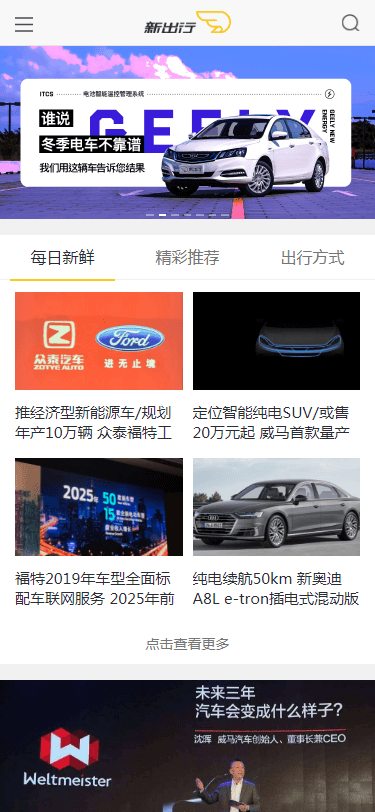 新出行
ITCS 电池智能温控管理系统
GEELY
GEELY NEW ENERGY
谁说
冬季电车不靠谱
我们用这辆车告诉您结果
每日新鲜 精彩推荐 出行方式
众泰汽车
ZOTYE AUTO
Ford
进无止境
推经济型新能源车/规划
年产10万辆 众泰福特工
定位智能纯电SUV/或售
20万元起 威马首款量产
2025年 50
15
福特2019年车型全面标
配车联网服务 2025年前
纯电续航50km 新奥迪
A8L e-tron插电式混动版
点击查看更多
未来三年
汽车会变成什么样子?
沈晖 威马汽车创始人、董事长兼CEO
Weltmeister